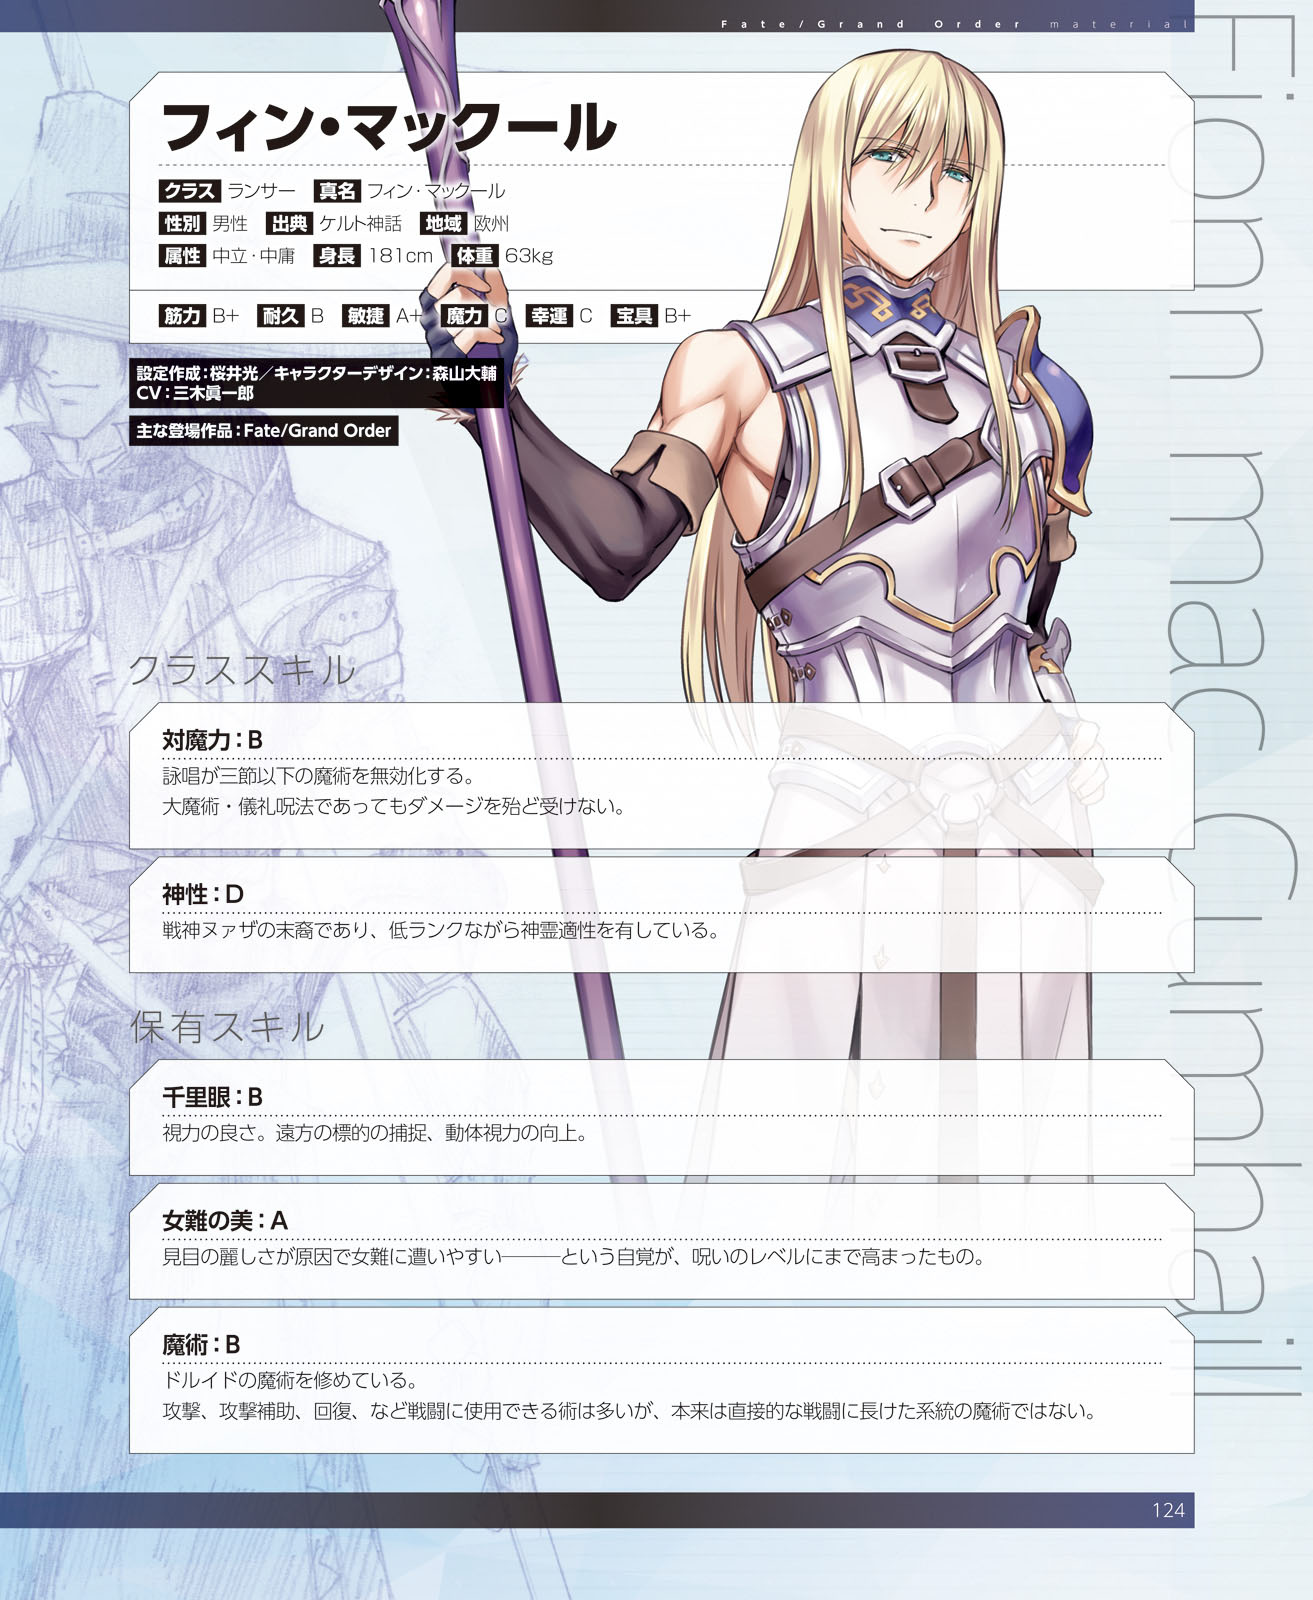 Fate/Grand Order material
フィン・マックール
クラス ランサー 真名 フィン・マックール
性別 男性 出典 ケルト神話 地域 欧州
属性 中立・中庸 身長 181cm 体重 63kg
筋力 B+ 耐久 B 敏捷 A+ 魔力 C 幸運 C 宝具 B+
設定作成：桜井光／キャラクターデザイン：森山大輔
CV：三木眞一郎
主な登場作品：Fate/Grand Order
クラススキル
対魔力：B
詠唱が三節以下の魔術を無効化する。
大魔術・儀礼呪法であってもダメージを殆ど受けない。
神性：D
戦神ヌァザの末裔であり、低ランクながら神霊適性を有している。
保有スキル
千里眼：B
視力の良さ。遠方の標的の捕捉、動体視力の向上。
女難の美：A
見目の麗しさが原因で女難に遭いやすい―――という自覚が、呪いのレベルにまで高まったもの。
魔術：B
ドルイドの魔術を修めている。
攻撃、攻撃補助、回復、など戦闘に使用できる術は多いが、本来は直接的な戦闘に長けた系統の魔術ではない。
124
Fionn mac Cumhaill